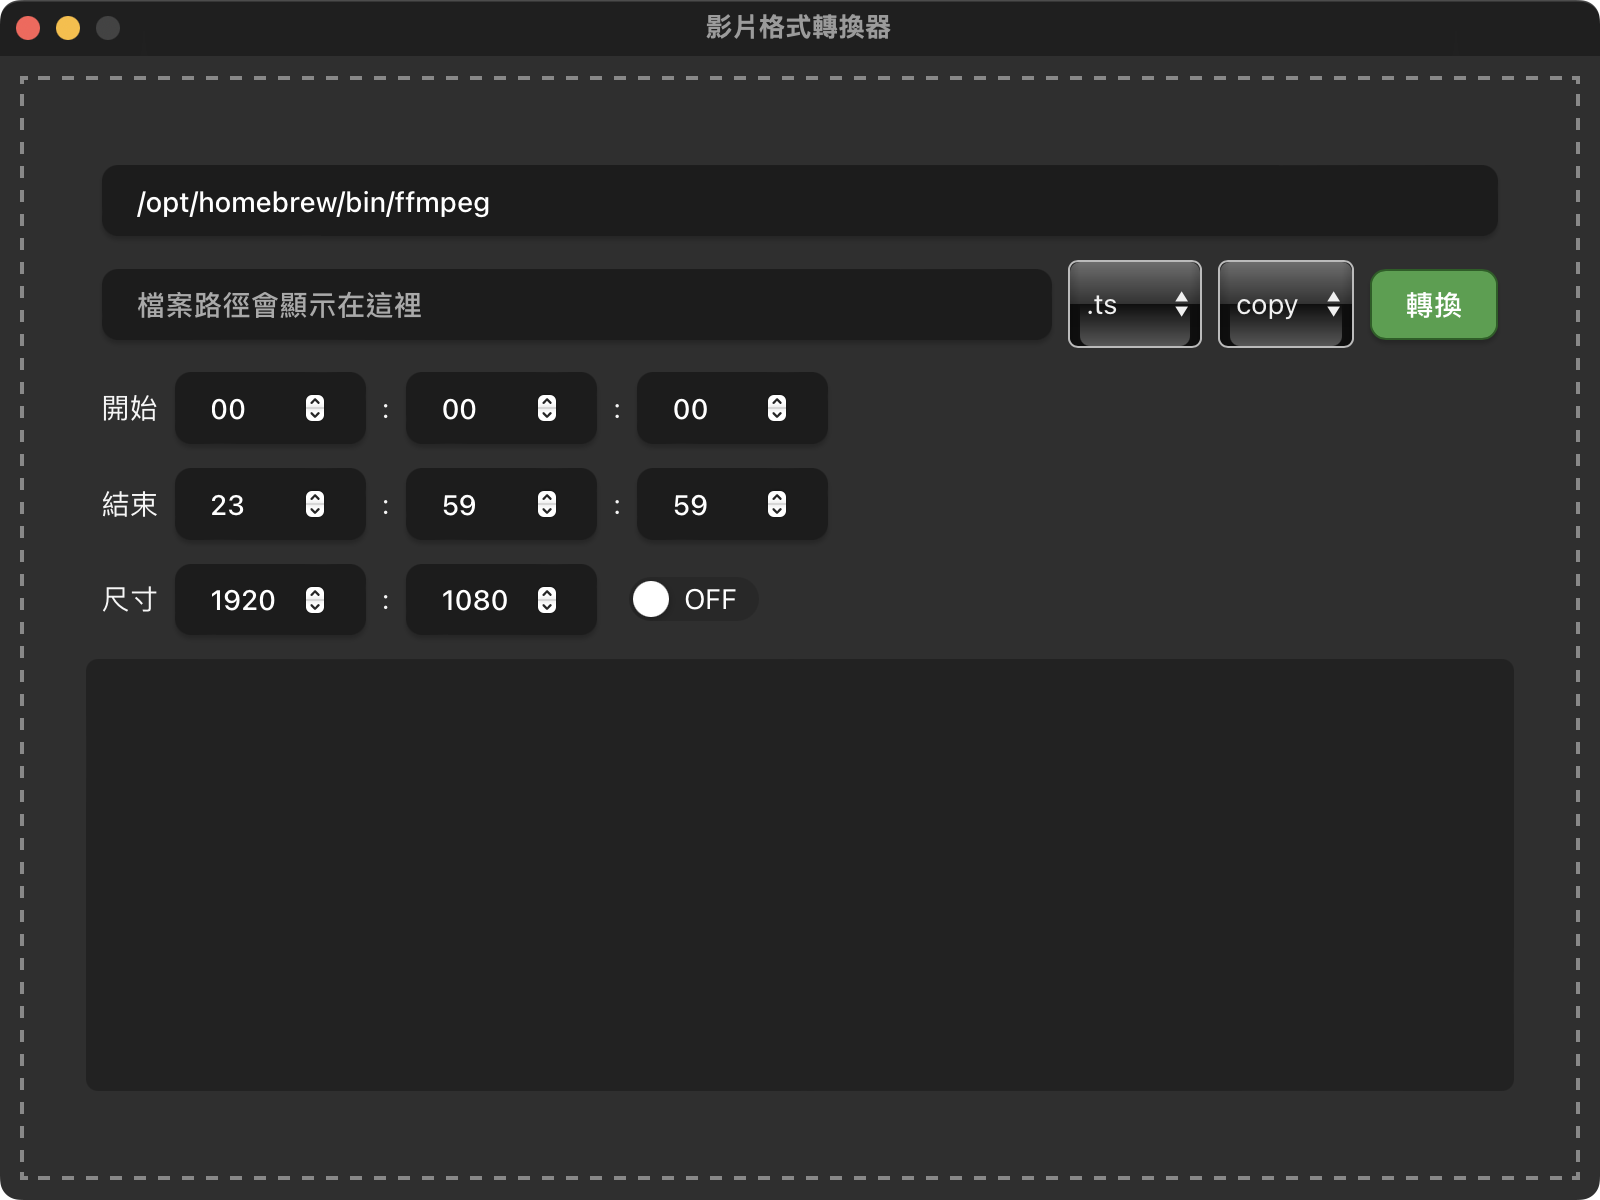 影片格式轉換器
/opt/homebrew/bin/ffmpeg
檔案路徑會顯示在這裡 .ts copy 轉換
開始 00 : 00 : 00
結束 23 : 59 : 59
尺寸 1920 : 1080 OFF